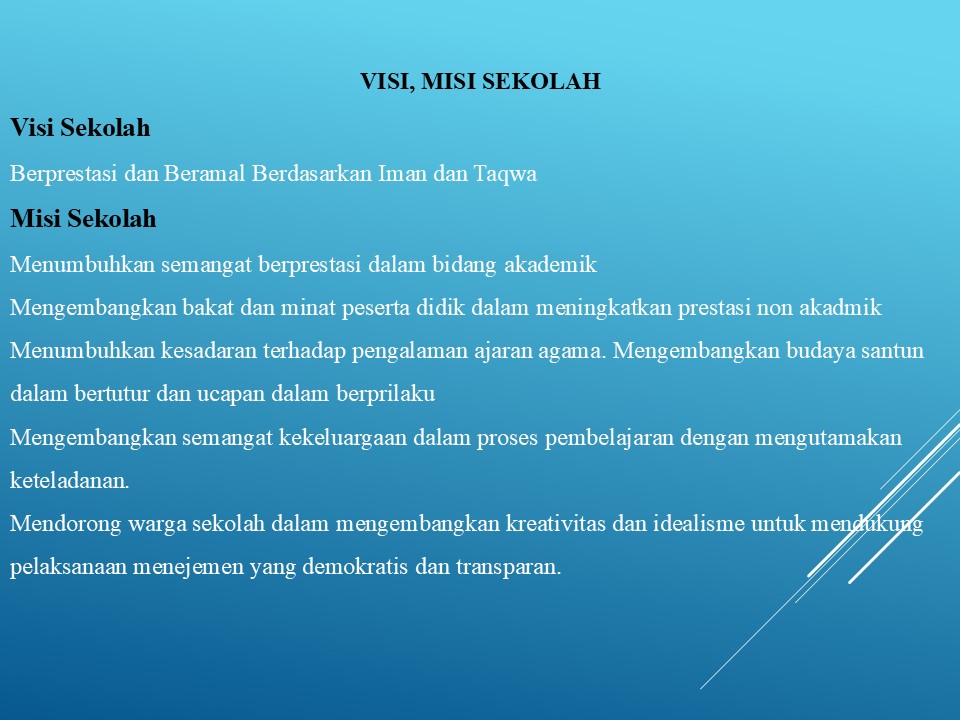 VISI, MISI SEKOLAH
Visi Sekolah
Berprestasi dan Beramal Berdasarkan Iman dan Taqwa
Misi Sekolah
Menumbuhkan semangat berprestasi dalam bidang akademik
Mengembangkan bakat dan minat peserta didik dalam meningkatkan prestasi non akadmik
Menumbuhkan kesadaran terhadap pengalaman ajaran agama. Mengembangkan budaya santun
dalam bertutur dan ucapan dalam berprilaku
Mengembangkan semangat kekeluargaan dalam proses pembelajaran dengan mengutamakan
keteladanan.
Mendorong warga sekolah dalam mengembangkan kreativitas dan idealisme untuk mendukung
pelaksanaan menejemen yang demokratis dan transparan.